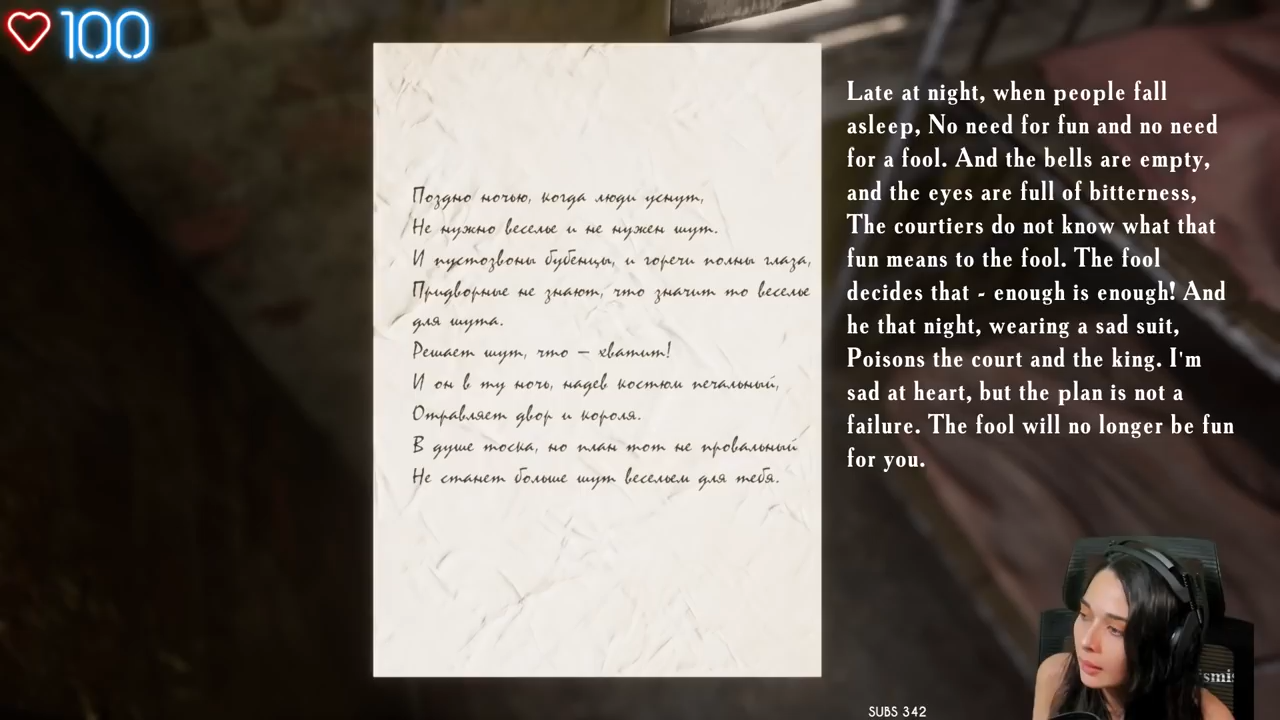 100
Поздно ночью, когда люди уснут,
Не нужно веселье и не нужен шут.
И пустозвоны бубенцы, и горечи полны глаза,
Придворные не знают, что значит то веселье
для шута.
Решает шут, что – хватит!
И он в ту ночь, надев костюм печальный,
Отравляет двор и короля.
В душе тоска, но план тот не провальный
Не станет больше шут весельем для тебя.
Late at night, when people fall
asleep, No need for fun and no need
for a fool. And the bells are empty,
and the eyes are full of bitterness,
The courtiers do not know what that
fun means to the fool. The fool
decides that - enough is enough! And
he that night, wearing a sad suit,
Poisons the court and the king. I'm
sad at heart, but the plan is not a
failure. The fool will no longer be fun
for you.
SUBS 342